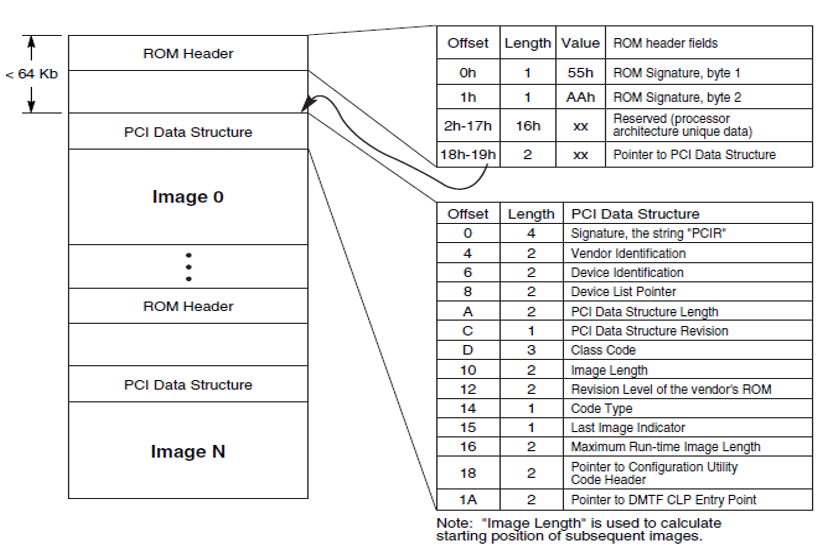 ROM Header
< 64 Kb
PCI Data Structure
Image 0
ROM Header
PCI Data Structure
Image N
Offset Length Value ROM header fields
0h 1 55h ROM Signature, byte 1
1h 1 AAh ROM Signature, byte 2
2h-17h 16h xx Reserved (processor
architecture unique data)
18h-19h 2 xx Pointer to PCI Data Structure
Offset Length PCI Data Structure
0 4 Signature, the string "PCIR"
4 2 Vendor Identification
6 2 Device Identification
8 2 Device List Pointer
A 2 PCI Data Structure Length
C 1 PCI Data Structure Revision
D 3 Class Code
10 2 Image Length
12 2 Revision Level of the vendor's ROM
14 1 Code Type
15 1 Last Image Indicator
16 2 Maximum Run-time Image Length
18 2 Pointer to Configuration Utility
Code Header
1A 2 Pointer to DMTF CLP Entry Point
Note: "Image Length" is used to calculate
starting position of subsequent images.